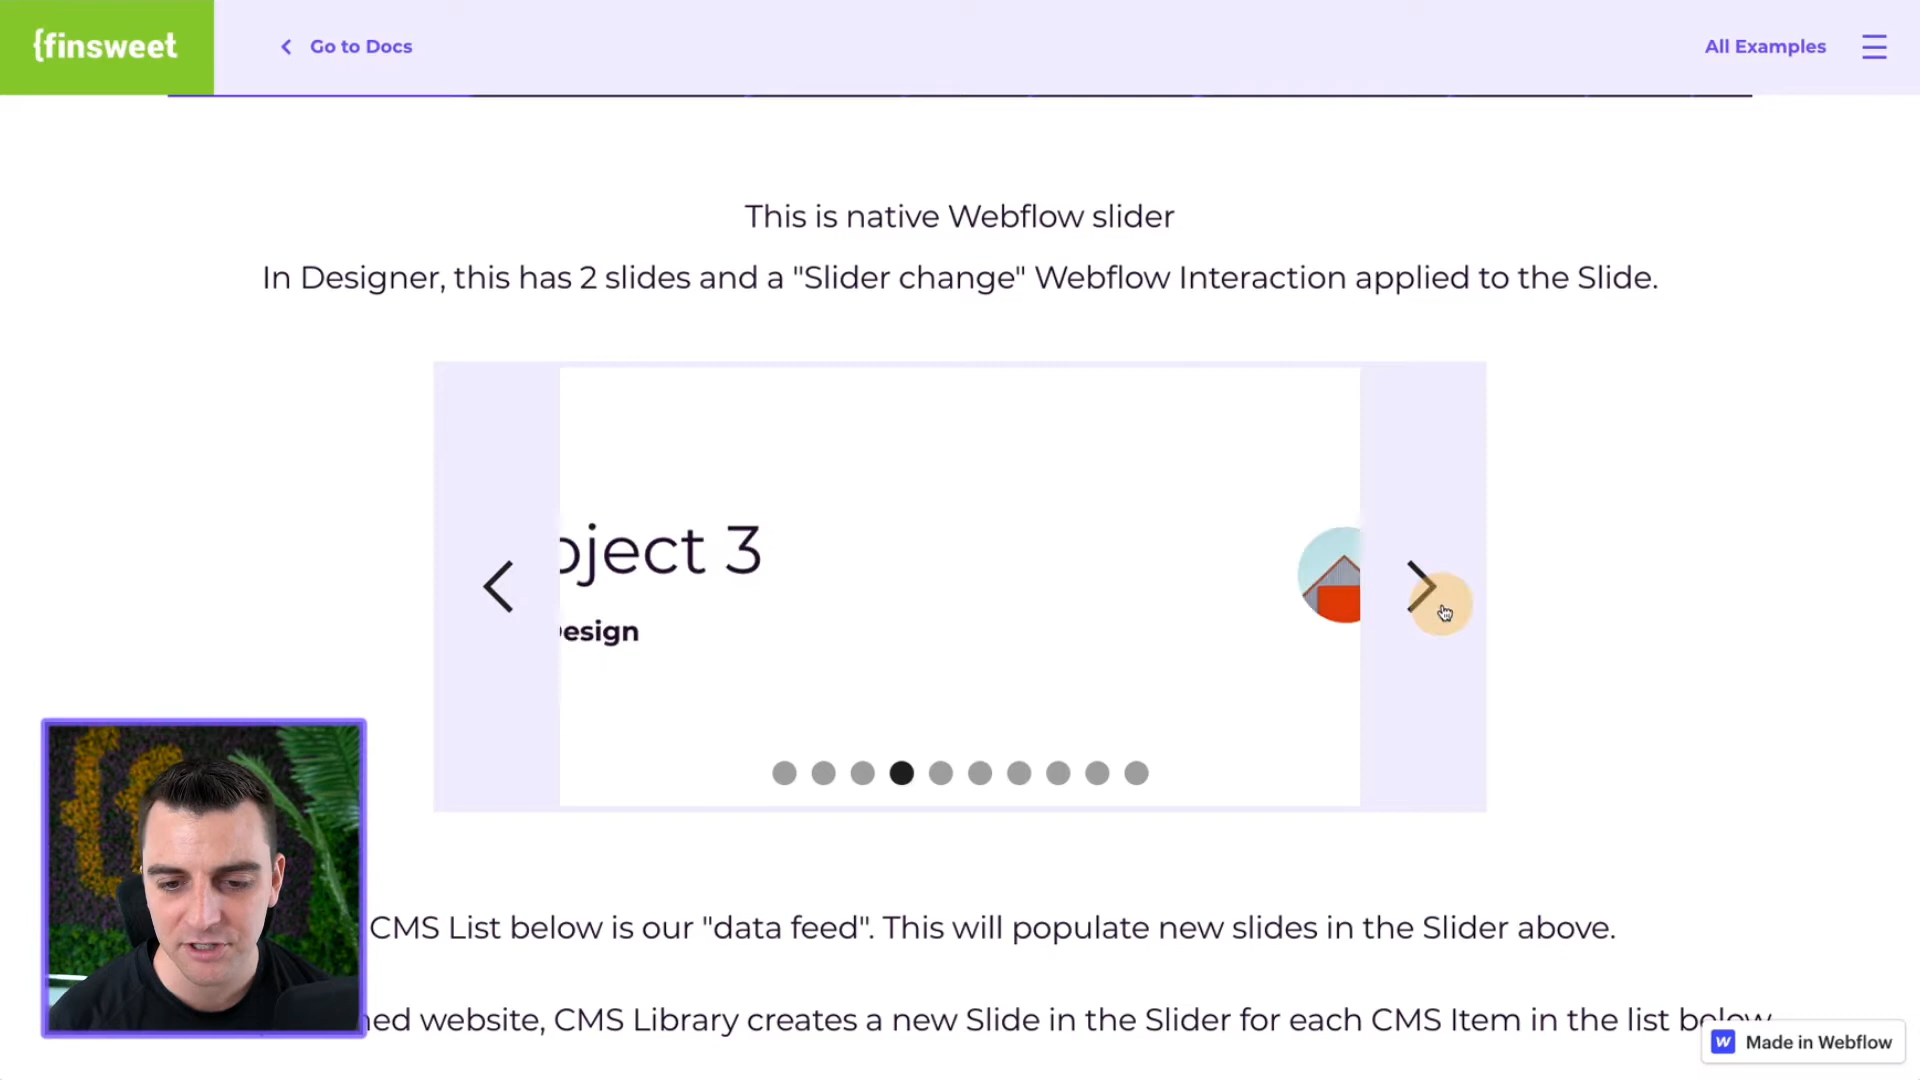 {finsweet
Go to Docs
All Examples
This is native Webflow slider
In Designer, this has 2 slides and a "Slider change" Webflow Interaction applied to the Slide.
oject 3
esign
CMS List below is our "data feed". This will populate new slides in the Slider above.
ed website, CMS Library creates a new Slide in the Slider for each CMS Item in the list below
Made in Webflow